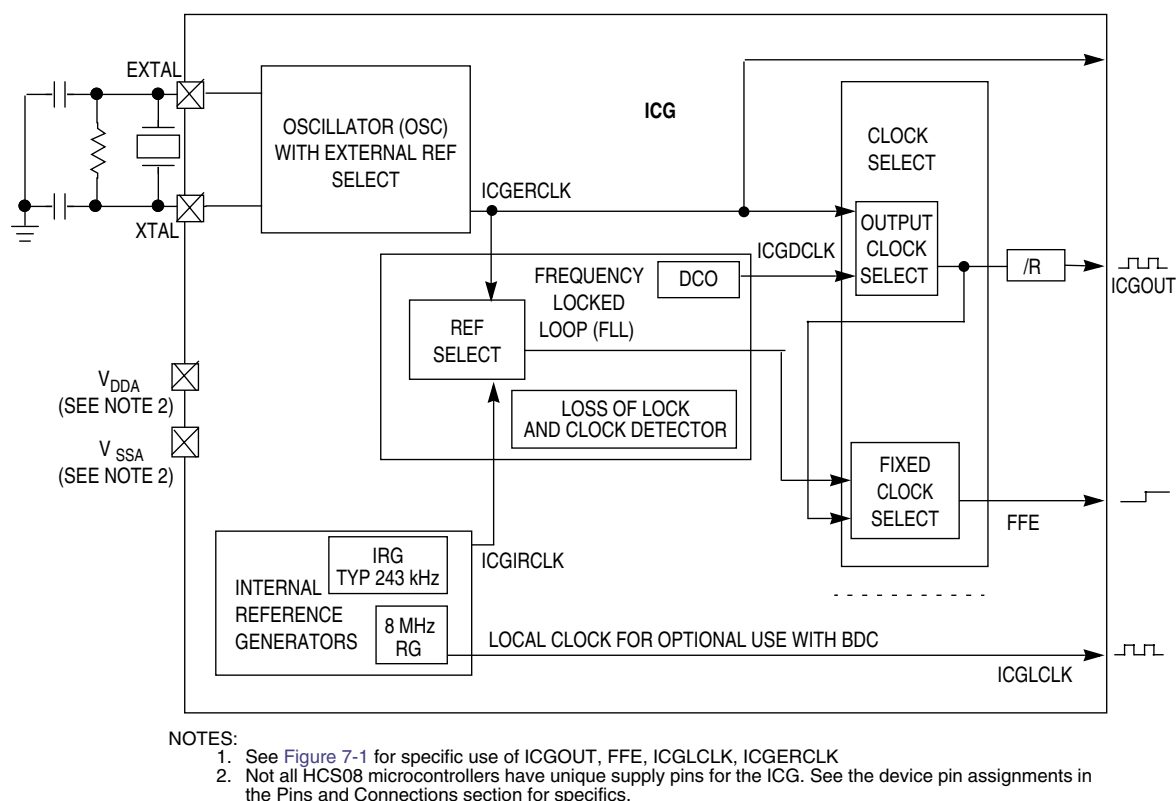 EXTAL
XTAL
OSCILLATOR (OSC)
WITH EXTERNAL REF
SELECT
ICG
ICGERCLK
CLOCK
SELECT
OUTPUT
CLOCK
SELECT
ICGDCLK
/R
ICGOUT
FREQUENCY
LOCKED
LOOP (FLL)
DCO
REF
SELECT
LOSS OF LOCK
AND CLOCK DETECTOR
VDDA
(SEE NOTE 2)
V SSA
(SEE NOTE 2)
FIXED
CLOCK
SELECT
FFE
ICGIRCLK
IRG
TYP 243 kHz
INTERNAL
REFERENCE
GENERATORS
8 MHz
RG
LOCAL CLOCK FOR OPTIONAL USE WITH BDC
ICGLCLK
NOTES:
1. See Figure 7-1 for specific use of ICGOUT, FFE, ICGLCLK, ICGERCLK
2. Not all HCS08 microcontrollers have unique supply pins for the ICG. See the device pin assignments in
the Pins and Connections section for specifics.